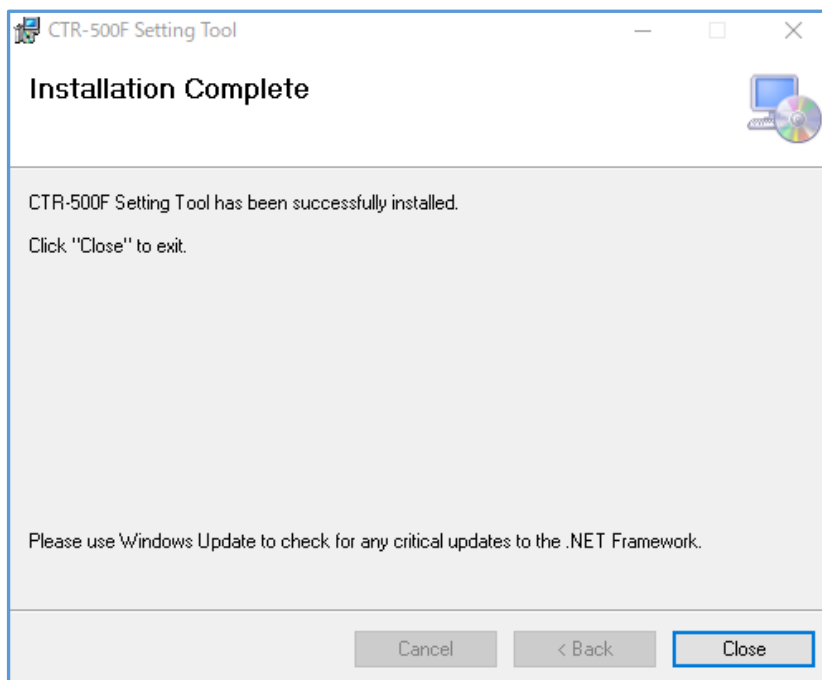 CTR-500F Setting Tool
Installation Complete
CTR-500F Setting Tool has been successfully installed.
Click "Close" to exit.
Please use Windows Update to check for any critical updates to the .NET Framework.
Cancel
< Back
Close